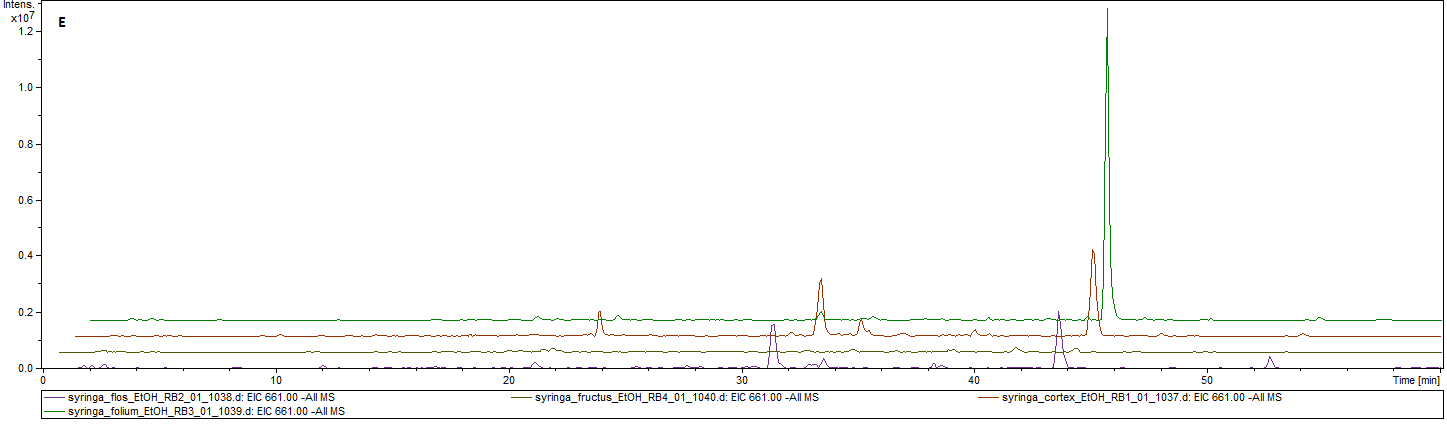 Intens.
x10⁷
E
1.2
1.0
0.8
0.6
0.4
0.2
0.0
0 10 20 30 40 50 Time [min]
syringa_flos_EtOH_RB2_01_1038.d: EIC 661.00 -All MS syringa_fructus_EtOH_RB4_01_1040.d: EIC 661.00 -All MS syringa_cortex_EtOH_RB1_01_1037.d: EIC 661.00 -All MS
syringa_folium_EtOH_RB3_01_1039.d: EIC 661.00 -All MS